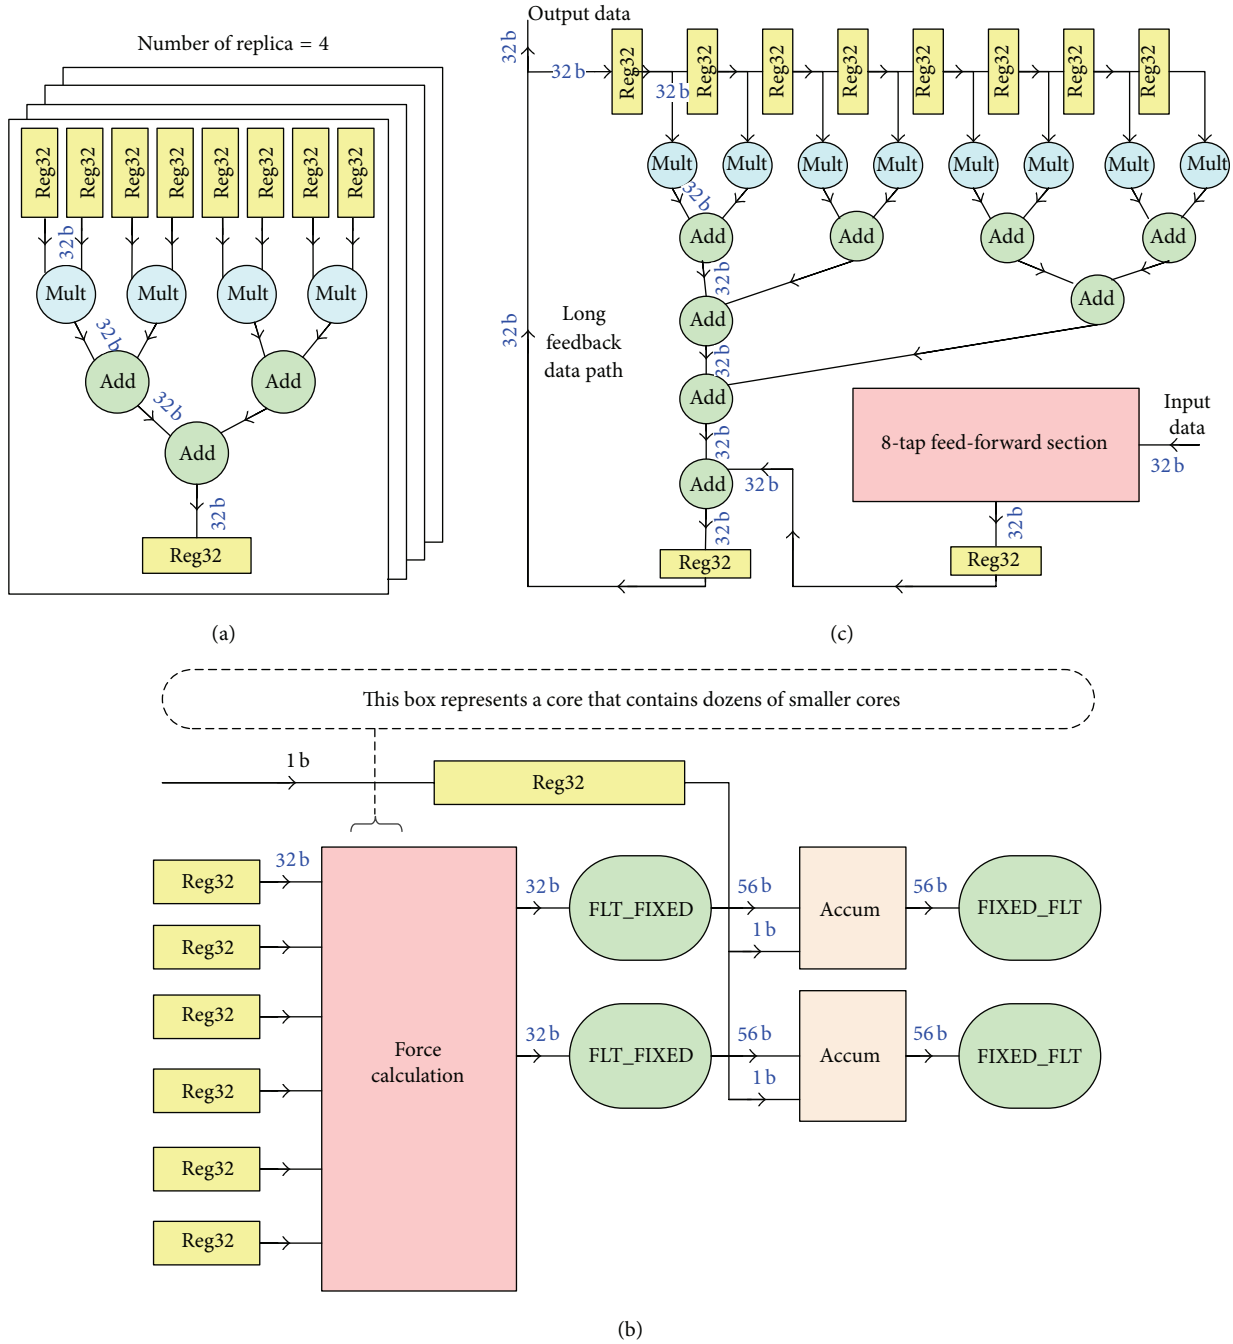 Number of replica = 4
Reg32
Reg32
Reg32
Reg32
Reg32
Reg32
Reg32
Reg32
32 b
Mult
Mult
Mult
Mult
32 b
Add
Add
32 b
Add
32 b
Reg32
(a)
Output data
32 b
32 b
Reg32
Reg32
Reg32
Reg32
Reg32
Reg32
Reg32
Reg32
32 b
Mult
Mult
Mult
Mult
Mult
Mult
Mult
Mult
32 b
Add
Add
Add
Add
32 b
Add
Add
32 b
Long
feedback
data path
32 b
Add
32 b
Add
32 b
8-tap feed-forward section
Input
data
32 b
32 b
32 b
Reg32
Reg32
(c)
This box represents a core that contains dozens of smaller cores
1 b
Reg32
Reg32
32 b
Reg32
Reg32
Reg32
Reg32
Reg32
Force
calculation
32 b
FLT_FIXED
56 b
1 b
Accum
56 b
FIXED_FLT
32 b
FLT_FIXED
56 b
1 b
Accum
56 b
FIXED_FLT
(b)